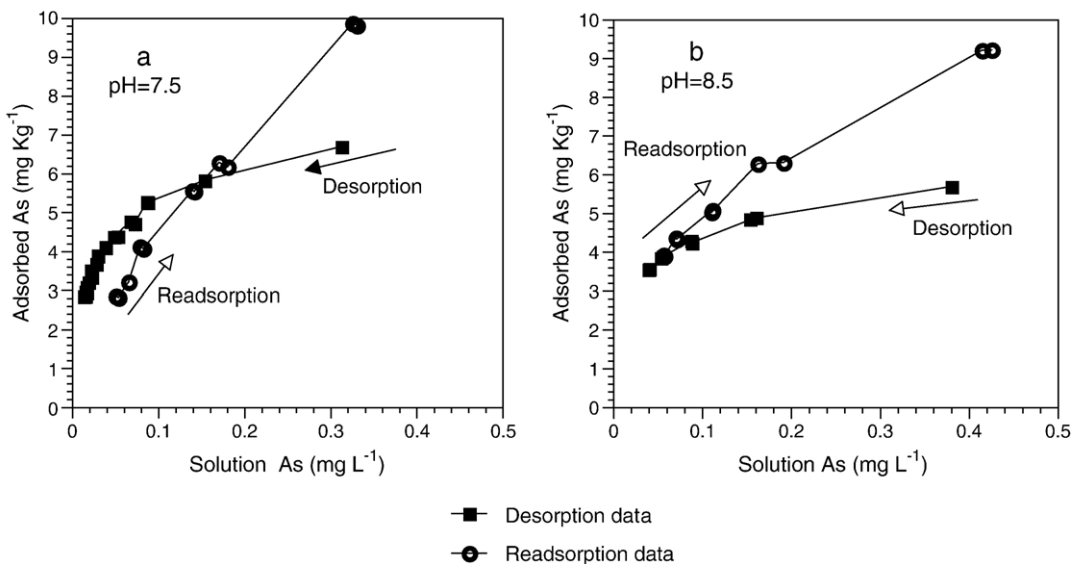 a
pH=7.5
Desorption
Readsorption
Adsorbed As (mg Kg-1)
10
9
8
7
6
5
4
3
2
1
0
0 0.1 0.2 0.3 0.4 0.5
Solution As (mg L-1)
b
pH=8.5
Readsorption
Desorption
Adsorbed As (mg Kg-1)
10
9
8
7
6
5
4
3
2
1
0
0 0.1 0.2 0.3 0.4 0.5
Solution As (mg L-1)
Desorption data
Readsorption data